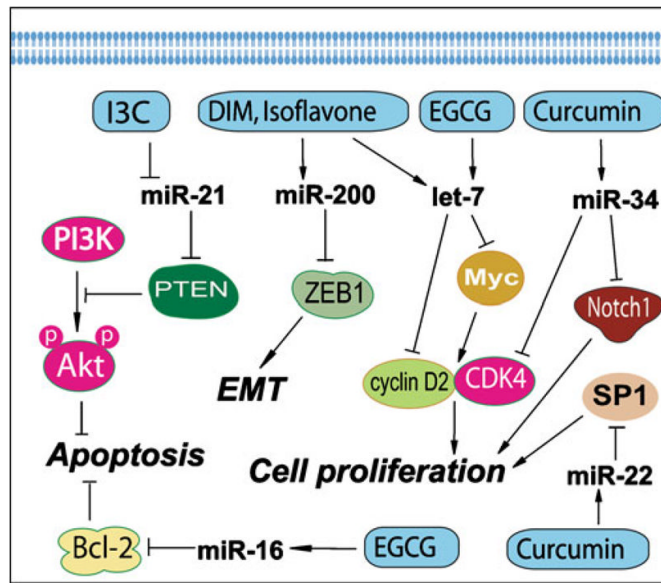 I3C
DIM, Isoflavone
EGCG
Curcumin
miR-21
miR-200
let-7
miR-34
PI3K
PTEN
ZEB1
Myc
Notch1
p
p
Akt
EMT
cyclin D2
CDK4
SP1
Apoptosis
Cell proliferation
miR-22
Bcl-2
miR-16
EGCG
Curcumin